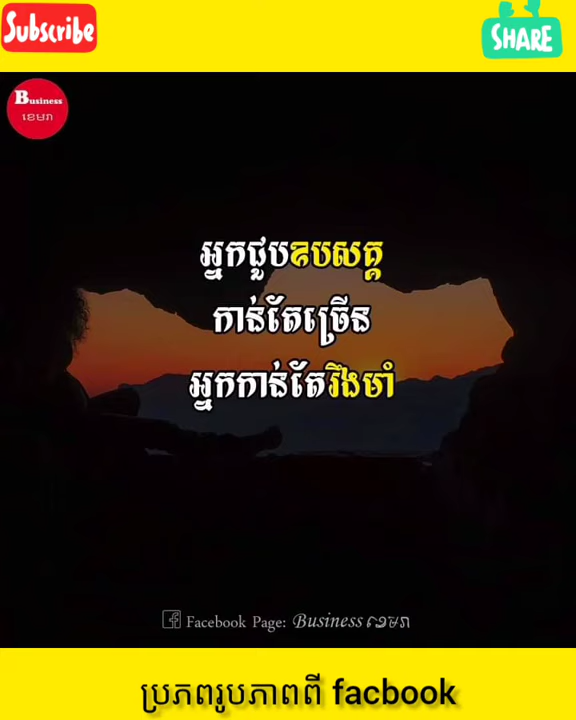 Subscribe
SHARE
Business
ខេមរា
អ្នកជួបឧបសគ្គ
កាន់តែច្រើន
អ្នកកាន់តែរឹងមាំ
Facebook Page: Business ខេមរា
ប្រភពរូបភាពពី facbook